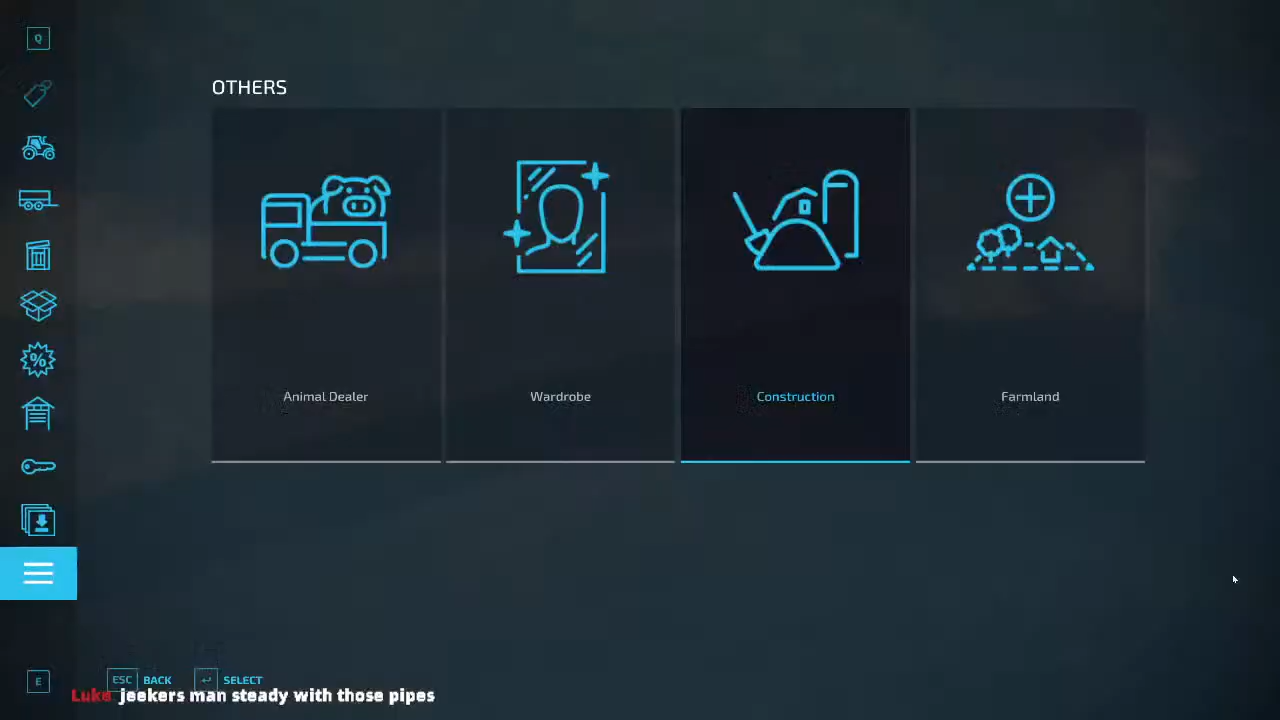 Q
OTHERS
Animal Dealer
Wardrobe
Construction
Farmland
%
E
ESC BACK SELECT
Luke jeekers man steady with those pipes